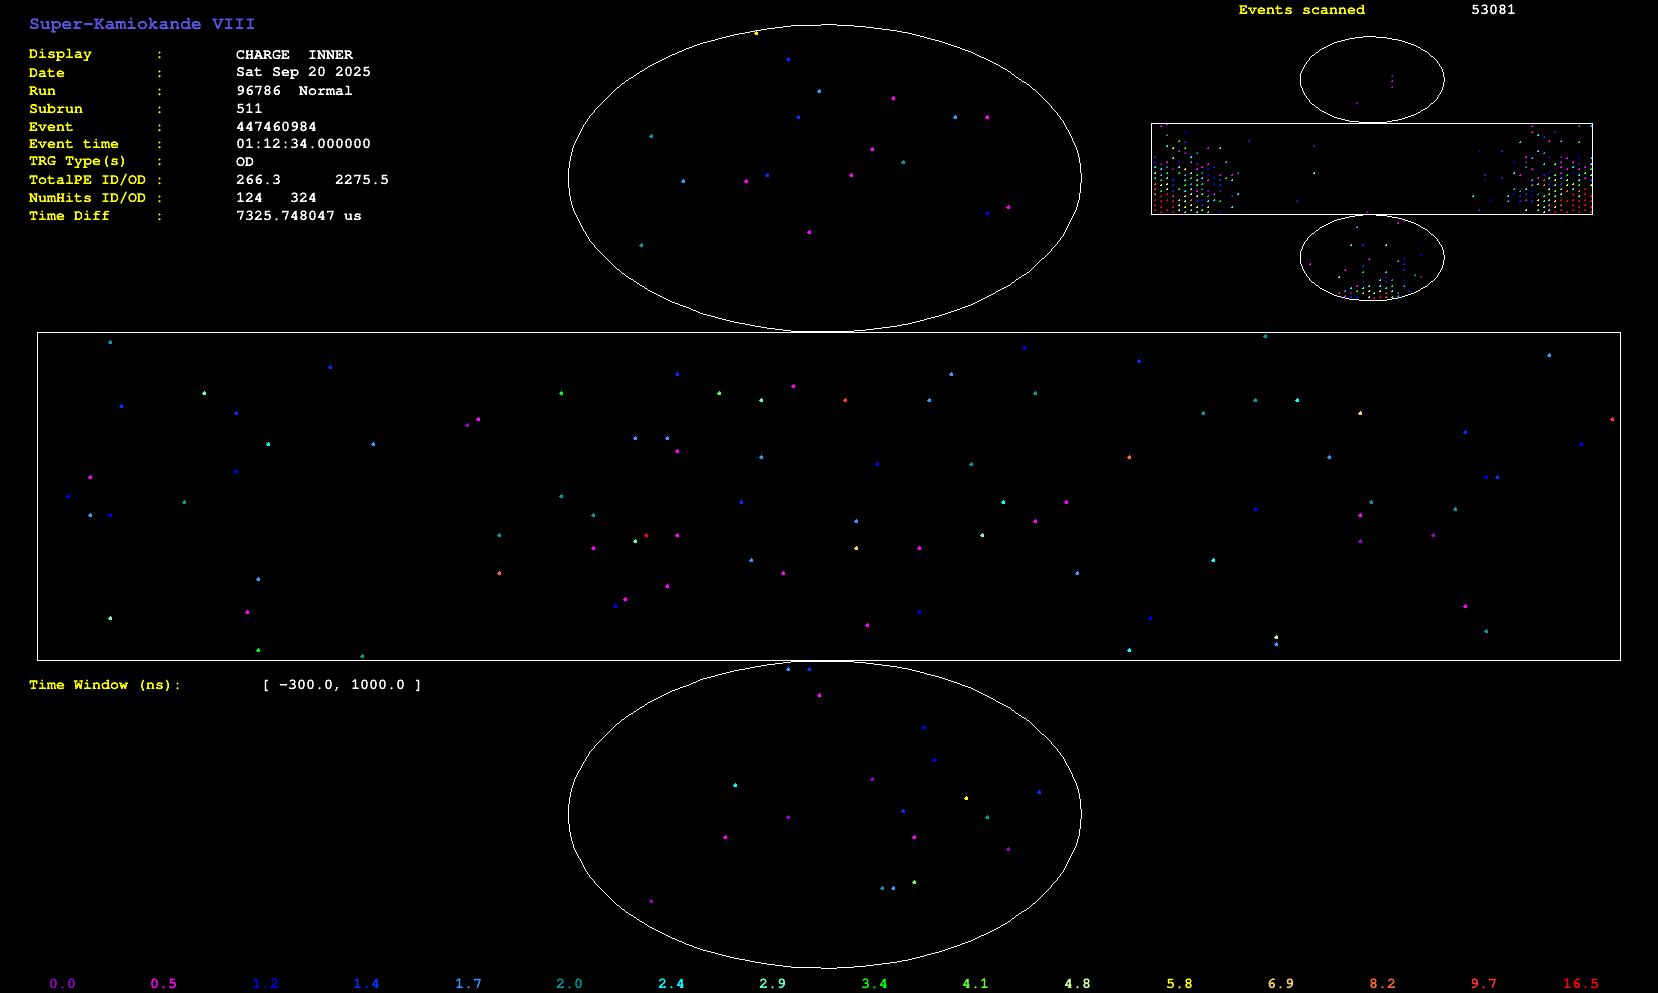 Super-Kamiokande VIII
Events scanned 53081
Display : CHARGE INNER
Date : Sat Sep 20 2025
Run : 96786 Normal
Subrun : 511
Event : 447460984
Event time : 01:12:34.000000
TRG Type(s) : OD
TotalPE ID/OD : 266.3 2275.5
NumHits ID/OD : 124 324
Time Diff : 7325.748047 us
Time Window (ns): [ -300.0, 1000.0 ]
0.0 0.5 1.2 1.4 1.7 2.0 2.4 2.9 3.4 4.1 4.8 5.8 6.9 8.2 9.7 16.5